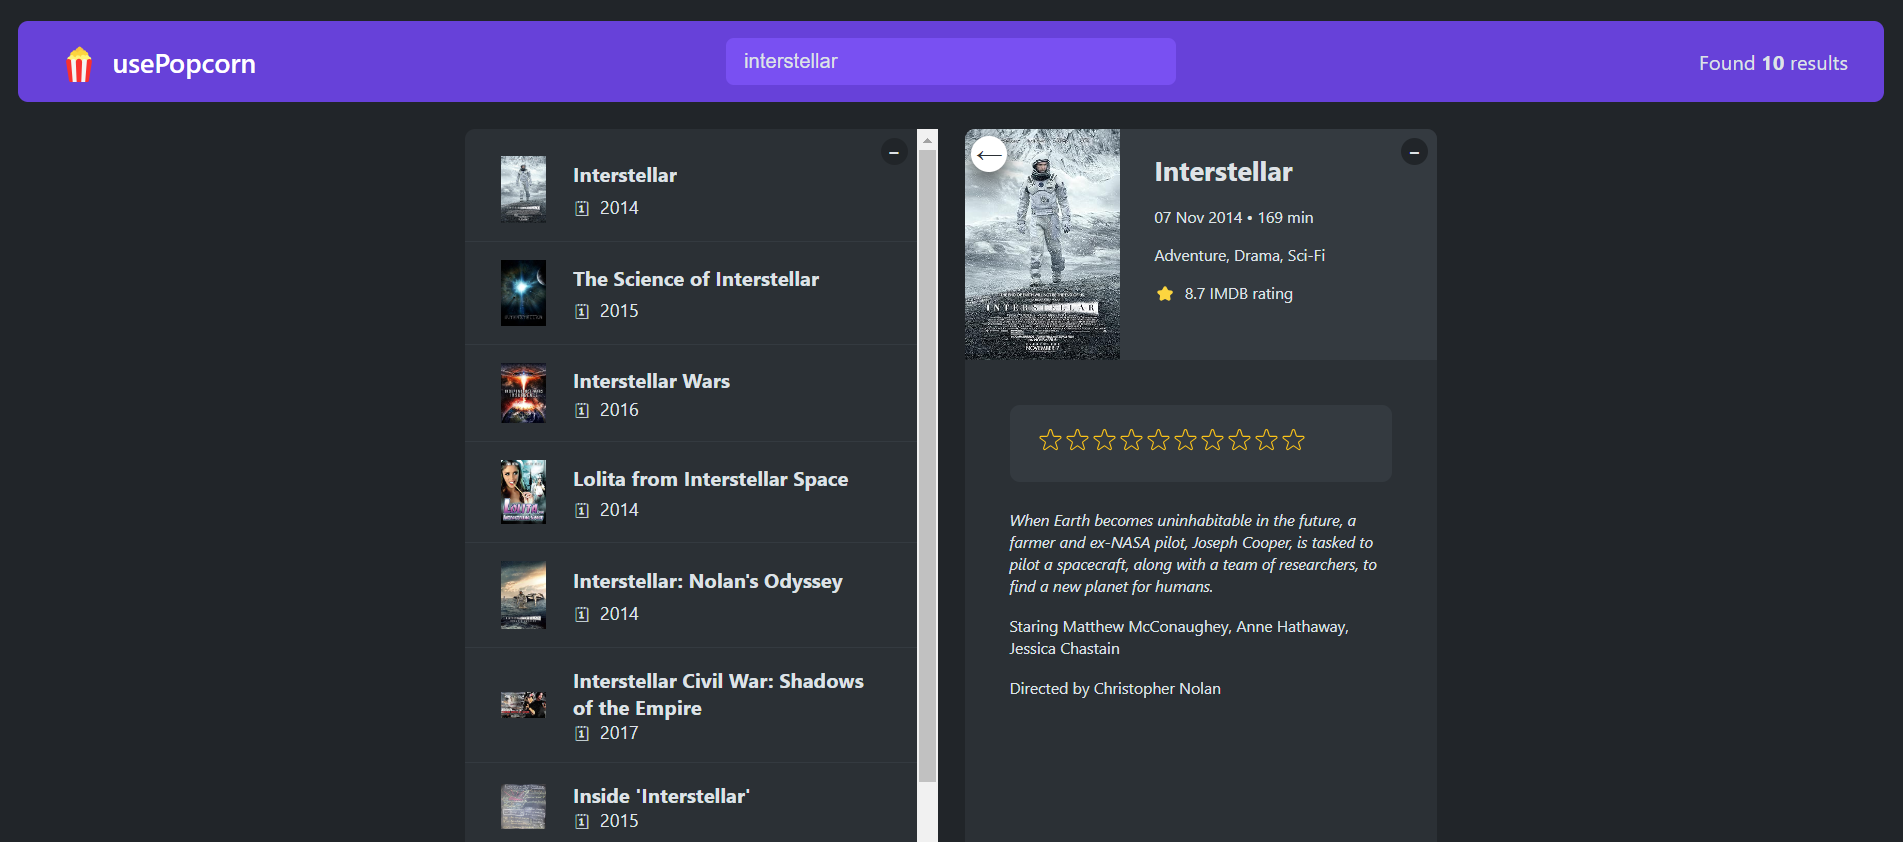 usePopcorn
interstellar
Found 10 results
Interstellar
2014
The Science of Interstellar
2015
Interstellar Wars
2016
Lolita from Interstellar Space
2014
Interstellar: Nolan's Odyssey
2014
Interstellar Civil War: Shadows
of the Empire
2017
Inside 'Interstellar'
2015
INTERSTELLAR
NOVEMBER 7
Interstellar
07 Nov 2014 • 169 min
Adventure, Drama, Sci-Fi
8.7 IMDB rating
When Earth becomes uninhabitable in the future, a
farmer and ex-NASA pilot, Joseph Cooper, is tasked to
pilot a spacecraft, along with a team of researchers, to
find a new planet for humans.
Staring Matthew McConaughey, Anne Hathaway,
Jessica Chastain
Directed by Christopher Nolan